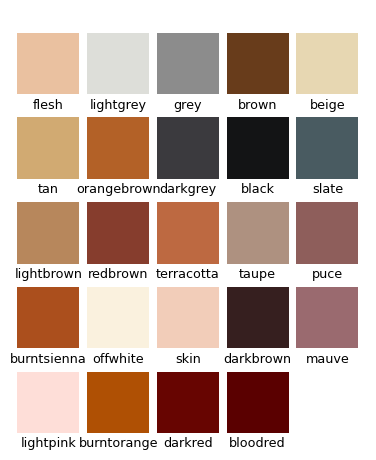 flesh lightgrey grey brown beige
tan orangebrown darkgrey black slate
lightbrown redbrown terracotta taupe puce
burntsienna offwhite skin darkbrown mauve
lightpink burntorange darkred bloodred